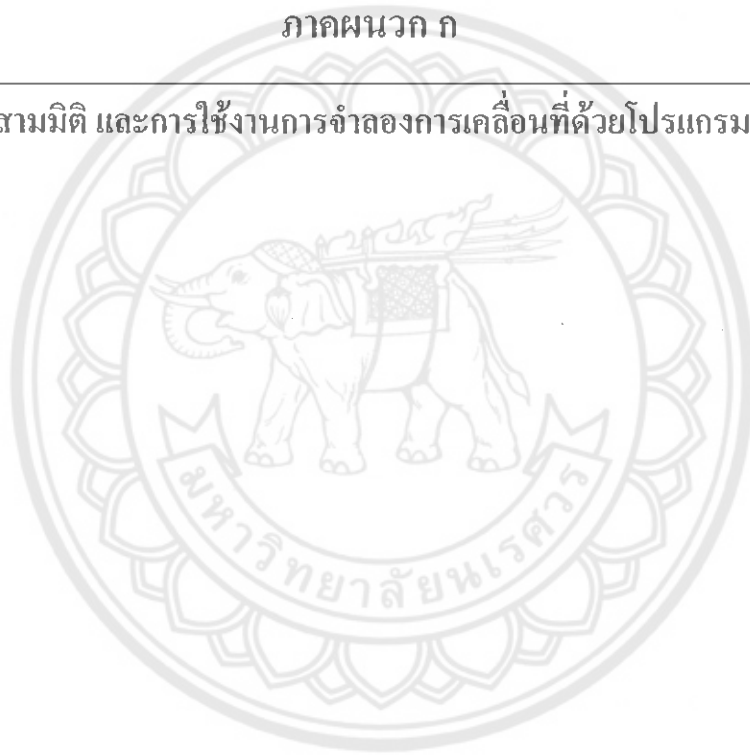 ภาคผนวก ก
สามมิติ และการใช้งานการจำลองการเคลื่อนที่ด้วยโปรแกรม
มหาวิทยาลัยนเรศวร